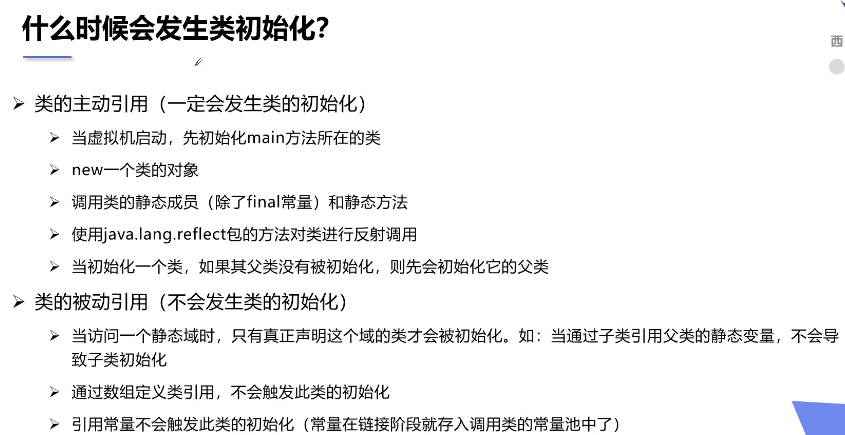 什么时候会发生类初始化？
西
➢ 类的主动引用（一定会发生类的初始化）
➢ 当虚拟机启动，先初始化main方法所在的类
➢ new一个类的对象
➢ 调用类的静态成员（除了final常量）和静态方法
➢ 使用java.lang.reflect包的方法对类进行反射调用
➢ 当初始化一个类，如果其父类没有被初始化，则先会初始化它的父类
➢ 类的被动引用（不会发生类的初始化）
➢ 当访问一个静态域时，只有真正声明这个域的类才会被初始化。如：当通过子类引用父类的静态变量，不会导
致子类初始化
➢ 通过数组定义类引用，不会触发此类的初始化
➢ 引用常量不会触发此类的初始化（常量在链接阶段就存入调用类的常量池中了）